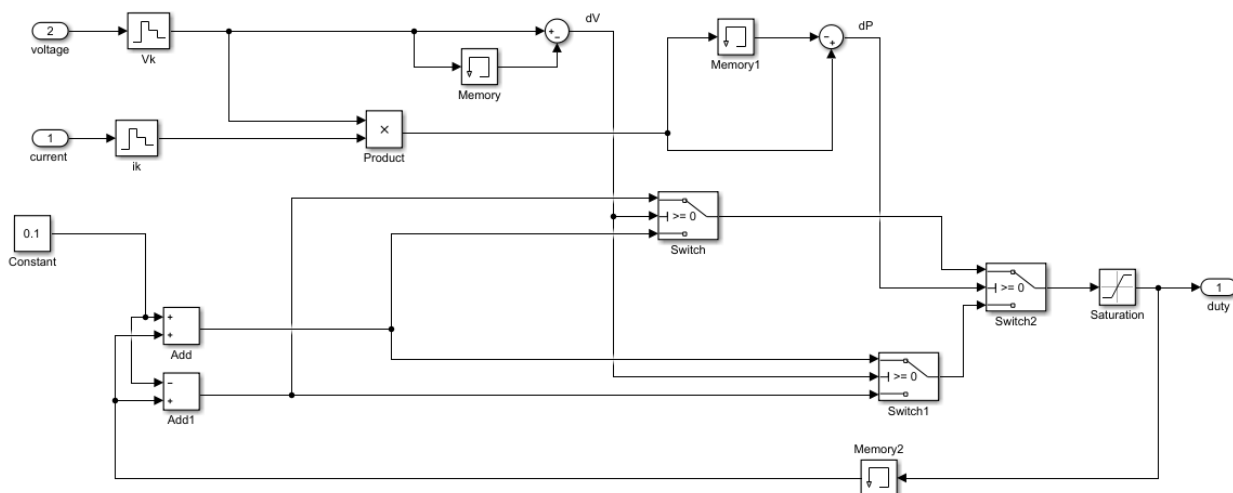 2
voltage
Vk
dV
Memory
Memory1
dP
1
current
ik
×
Product
0.1
Constant
>= 0
Switch
>= 0
Switch2
Saturation
1
duty
Add
>= 0
Switch1
Add1
Memory2